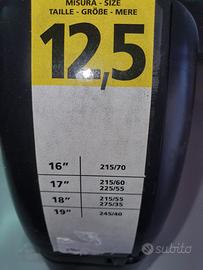 MISURA - SIZE
TAILLE - GRÖßE - MERE
12,5
16" 215/70
17" 215/60
225/55
18" 215/55
275/35
19" 245/40
subito